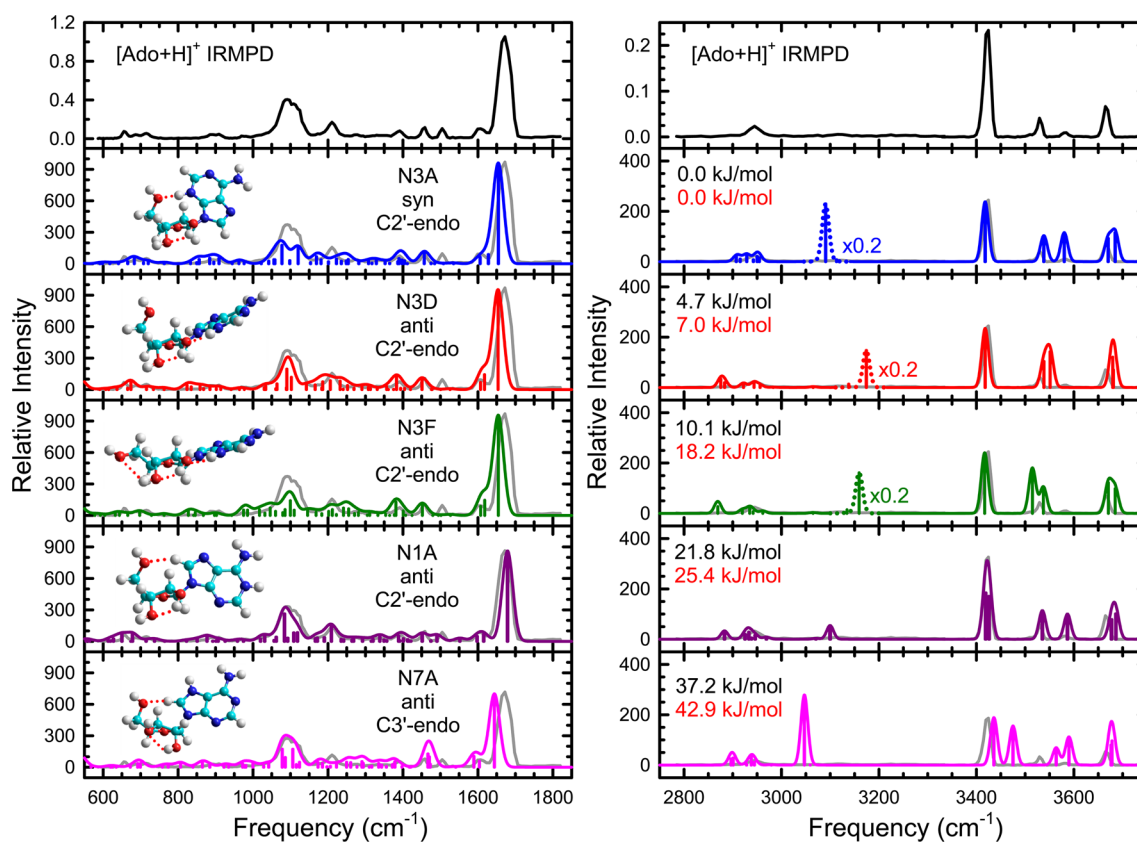 [Ado+H]+ IRMPD
1.2
0.8
0.4
0.0
N3A
syn
C2'-endo
900
600
300
0
N3D
anti
C2'-endo
900
600
300
0
N3F
anti
C2'-endo
900
600
300
0
N1A
anti
C2'-endo
900
600
300
0
N7A
anti
C3'-endo
900
600
300
0
Relative Intensity
600 800 1000 1200 1400 1600 1800
Frequency (cm-1)
[Ado+H]+ IRMPD
0.2
0.1
0.0
0.0 kJ/mol
0.0 kJ/mol
x0.2
400
200
0
4.7 kJ/mol
7.0 kJ/mol
x0.2
400
200
0
10.1 kJ/mol
18.2 kJ/mol
x0.2
400
200
0
21.8 kJ/mol
25.4 kJ/mol
400
200
0
37.2 kJ/mol
42.9 kJ/mol
400
200
0
Relative Intensity
2800 3000 3200 3400 3600
Frequency (cm-1)